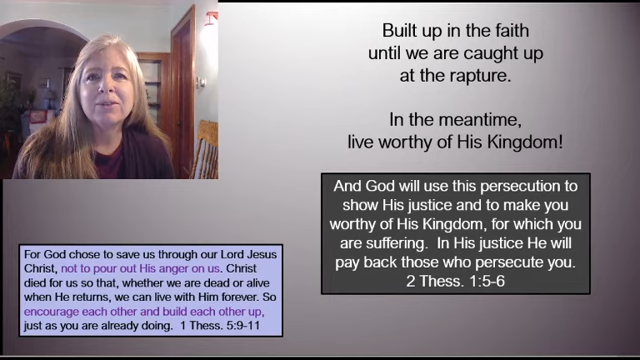 Built up in the faith
until we are caught up
at the rapture.
In the meantime,
live worthy of His Kingdom!
And God will use this persecution to
show His justice and to make you
worthy of His Kingdom, for which you
are suffering. In His justice He will
pay back those who persecute you.
2 Thess. 1:5-6
For God chose to save us through our Lord Jesus
Christ, not to pour out His anger on us. Christ
died for us so that, whether we are dead or alive
when He returns, we can live with Him forever. So
encourage each other and build each other up,
just as you are already doing. 1 Thess. 5:9-11